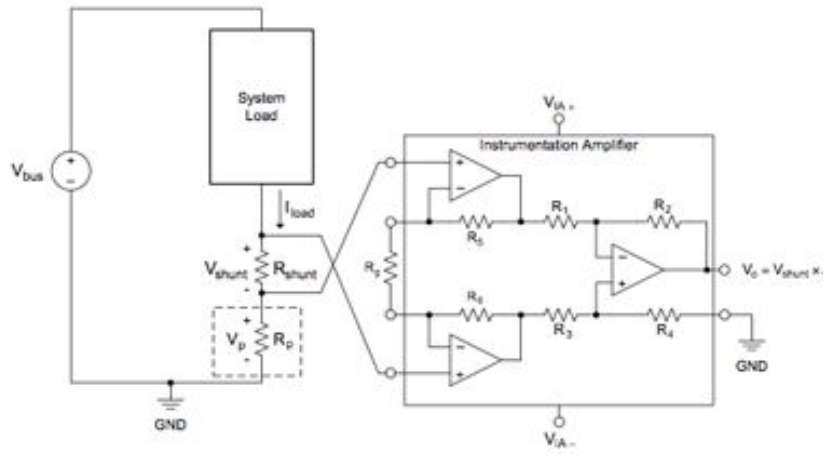 System
Load
V_IA +
Instrumentation Amplifier
V_bus
+
-
I_load
+
V_shunt
-
R_shunt
+
V_p
-
R_p
GND
R_g
+
-
R_5
R_1
R_2
-
+
V_o = V_shunt ×
R_6
R_3
R_4
-
+
GND
V_IA -